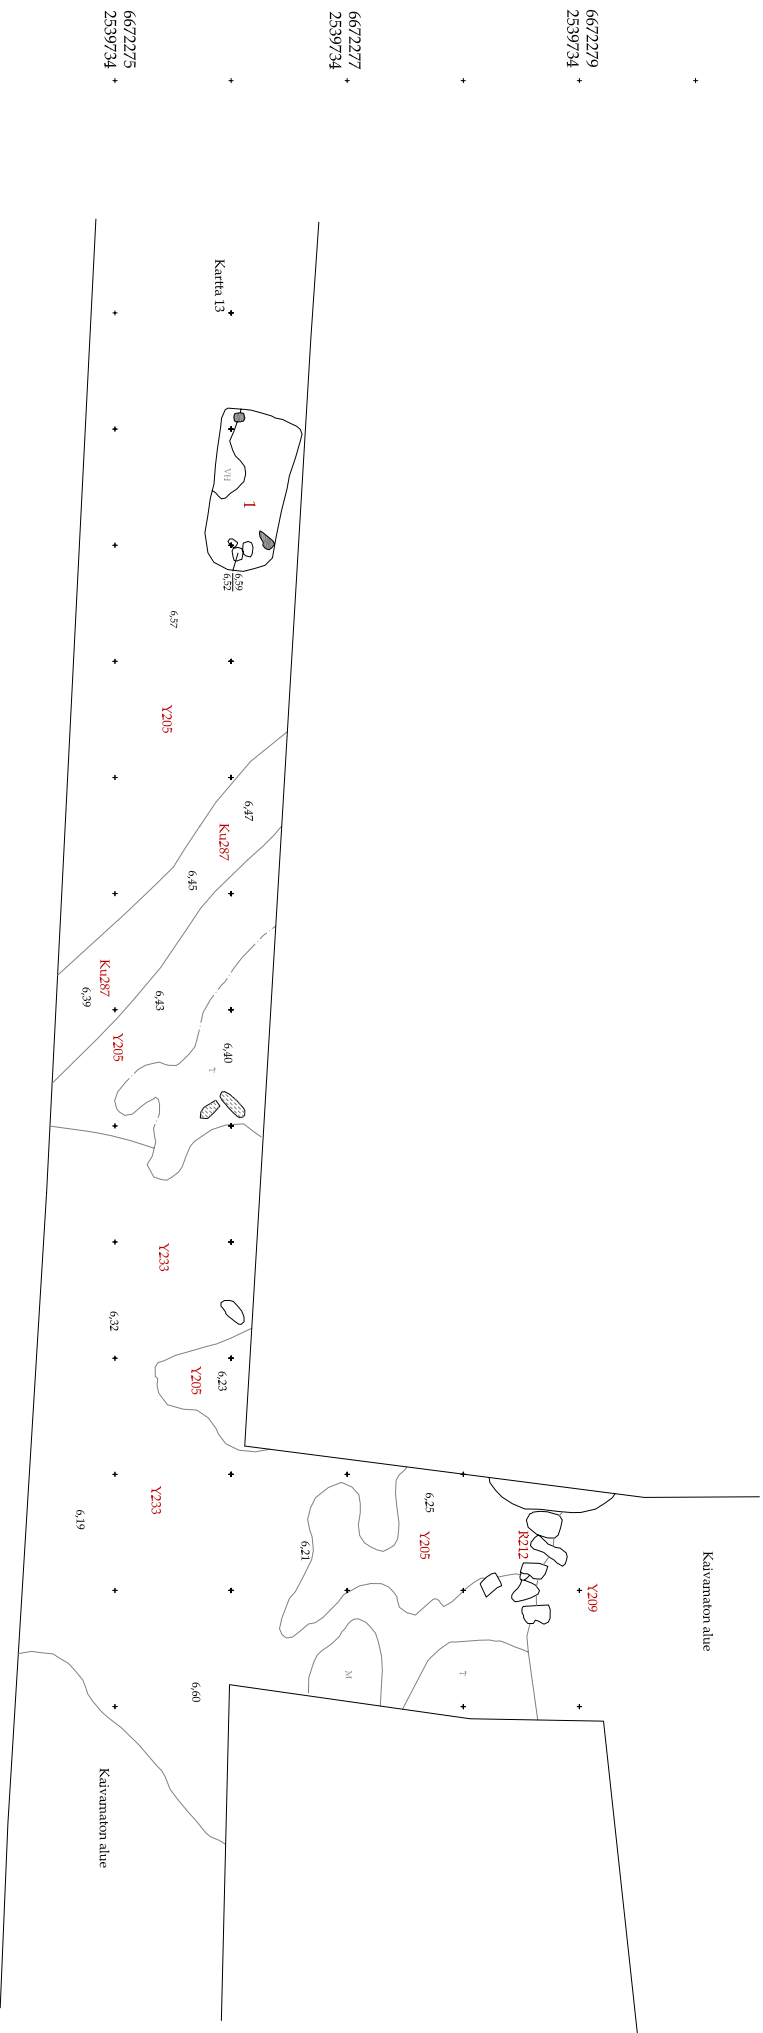 6672279
2539734
6672277
2539734
6672275
2539734
Kartta 13
VH
1
6,59
6,52
6,57
Y205
6,47
Ku287
6,45
Ku287
6,39
6,43
Y205
6,40
T
Y233
6,32
6,23
Y205
Y233
6,19
6,25
Y205
6,21
R212
Y209
Kaivamaton alue
M
T
6,60
Kaivamaton alue